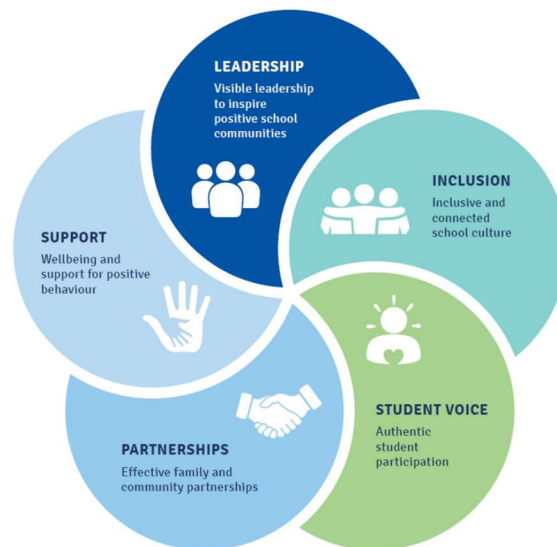 LEADERSHIP
Visible leadership
to inspire
positive school
communities
INCLUSION
Inclusive and
connected
school culture
STUDENT VOICE
Authentic
student
participation
PARTNERSHIPS
Effective family and
community partnerships
SUPPORT
Wellbeing and
support for positive
behaviour